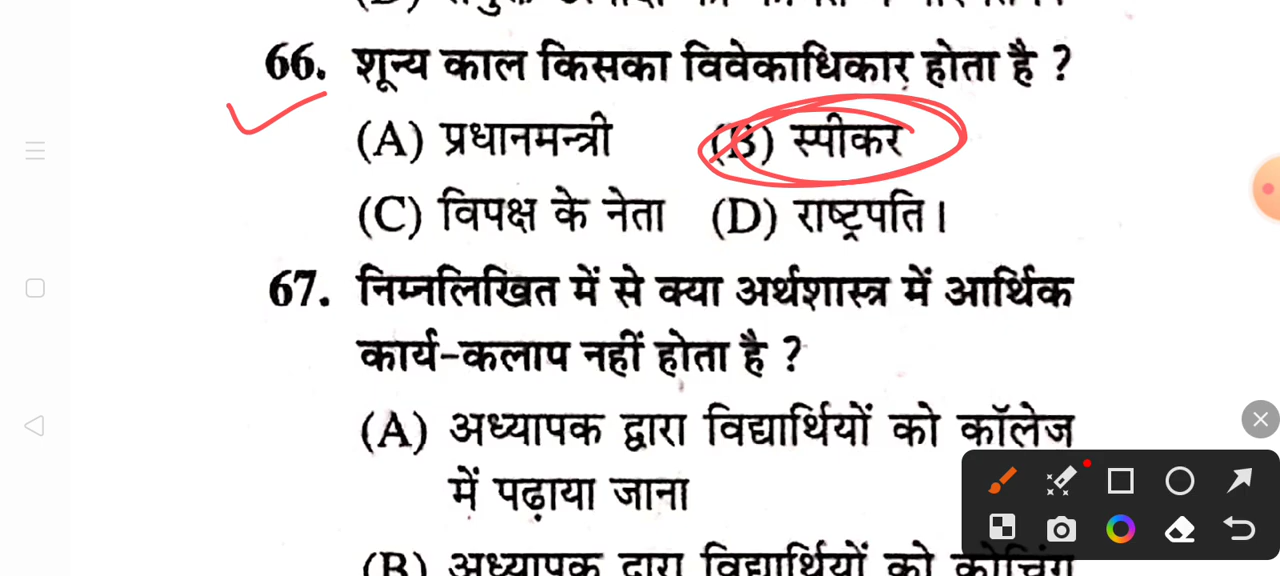 66. शून्य काल किसका विवेकाधिकार होता है ?
(A) प्रधानमन्त्री (B) स्पीकर
(C) विपक्ष के नेता (D) राष्ट्रपति।
67. निम्नलिखित में से क्या अर्थशास्त्र में आर्थिक
कार्य-कलाप नहीं होता है ?
(A) अध्यापक द्वारा विद्यार्थियों को कॉलेज
में पढ़ाया जाना
(B) अध्यापक द्वारा विद्यार्थियों को कोचिंग